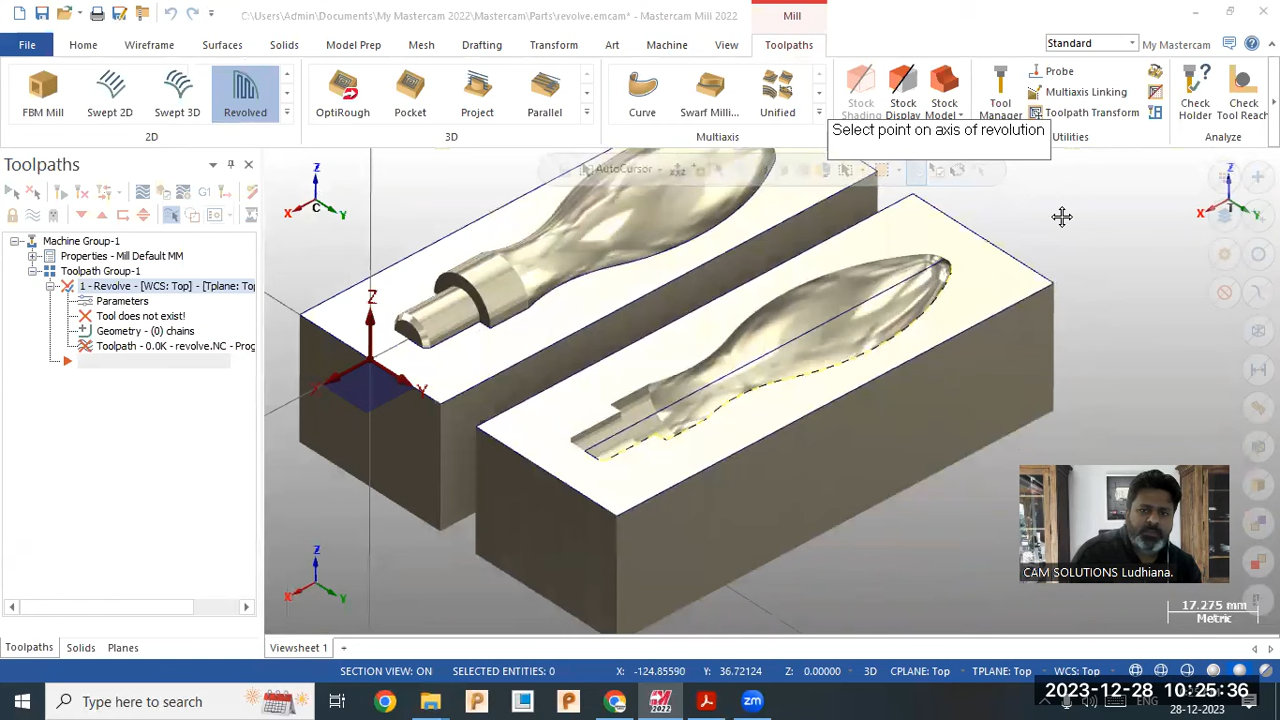 C:\Users\Admin\Documents\My Mastercam 2022\Mastercam\Parts\revolve.emcam* - Mastercam Mill 2022
Mill
File Home Wireframe Surfaces Solids Model Prep Mesh Drafting Transform Art Machine View Toolpaths
Standard My Mastercam
FBM Mill Swept 2D Swept 3D Revolved
OptiRough Pocket Project Parallel
Curve Swarf Milli... Unified
Stock Shading Stock Display Stock Model
Tool Manager
Probe
Multiaxis Linking
Toolpath Transform
Check Holder Check Tool Reach
2D 3D Multiaxis Utilities Analyze
Select point on axis of revolution
Toolpaths
AutoCursor
Machine Group-1
Properties - Mill Default MM
Toolpath Group-1
1 - Revolve - [WCS: Top] - [Tplane: Top
Parameters
Tool does not exist!
Geometry - (0) chains
Toolpath - 0.0K - revolve.NC - Prog
Z
X C Y
Z
X T Y
Z
X Y
Z
X Y
CAM SOLUTIONS Ludhiana.
17.275 mm
Metric
Toolpaths Solids Planes
Viewsheet 1 +
SECTION VIEW: ON SELECTED ENTITIES: 0 X: -124.85590 Y: 36.72124 Z: 0.00000 3D CPLANE: Top TPLANE: Top WCS: Top
Type here to search
2023-12-28 10:25:36
ENG
28-12-2023